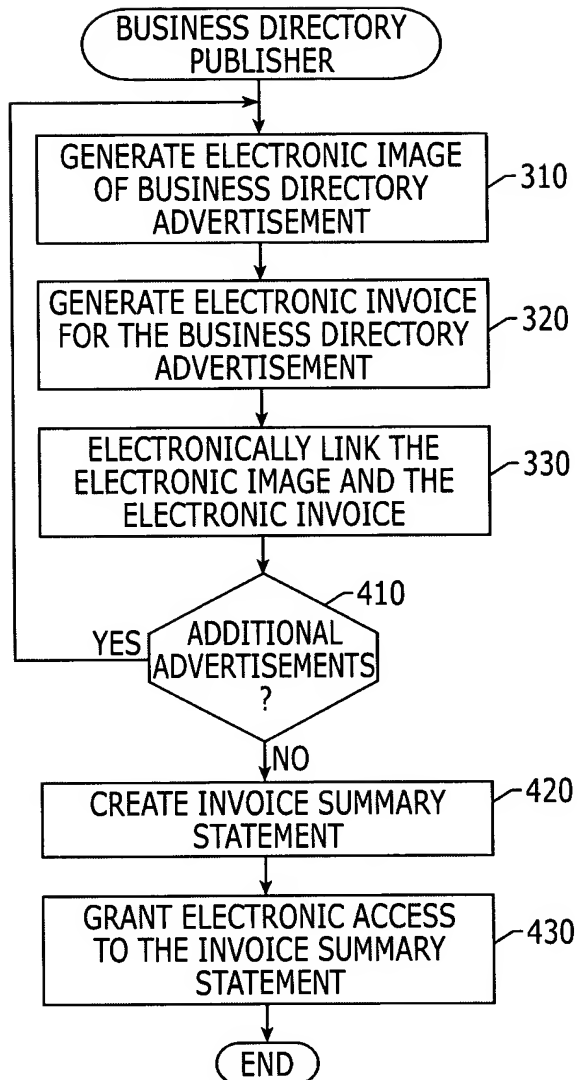 BUSINESS DIRECTORY
PUBLISHER
GENERATE ELECTRONIC IMAGE
OF BUSINESS DIRECTORY
ADVERTISEMENT
310
GENERATE ELECTRONIC INVOICE
FOR THE BUSINESS DIRECTORY
ADVERTISEMENT
320
ELECTRONICALLY LINK THE
ELECTRONIC IMAGE AND THE
ELECTRONIC INVOICE
330
410
YES
ADDITIONAL
ADVERTISEMENTS
?
NO
CREATE INVOICE SUMMARY
STATEMENT
420
GRANT ELECTRONIC ACCESS
TO THE INVOICE SUMMARY
STATEMENT
430
END